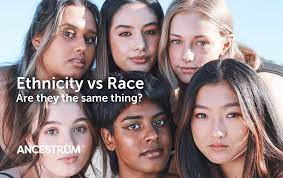 Ethnicity vs Race
Are they the same thing?
ANCESTRUM